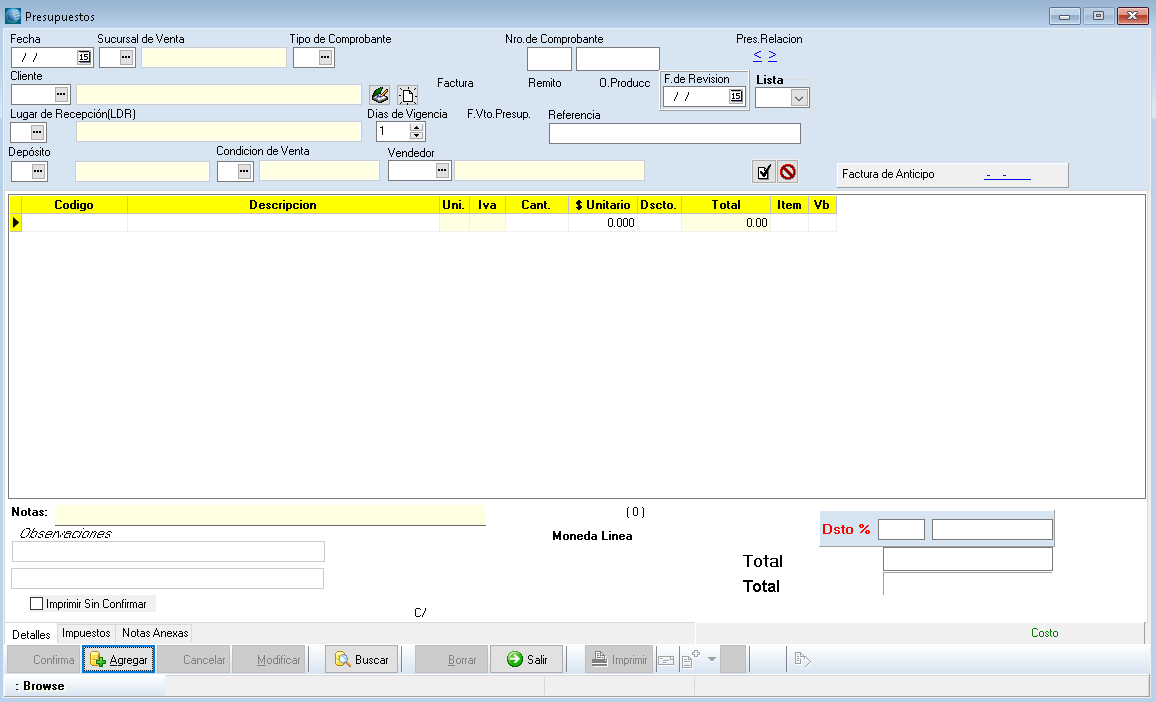 Presupuestos
Fecha Sucursal de Venta Tipo de Comprobante Nro.de Comprobante Pres.Relacion
/ / 15 ... ... < >
Cliente Factura Remito O.Producc F.de Revision Lista
... / / 15
Lugar de Recepción(LDR) Dias de Vigencia F.Vto.Presup. Referencia
... 1
Depósito Condicion de Venta Vendedor
... ... ... Factura de Anticipo - -
Codigo Descripcion Uni. Iva Cant. $ Unitario Dscto. Total Item Vb
0.000 0.00
Notas: ( 0 )
Observaciones Moneda Linea Dsto %
Total
Total
Imprimir Sin Confirmar
C/
Detalles Impuestos Notas Anexas Costo
Confirma Agregar Cancelar Modificar Buscar Borrar Salir Imprimir
: Browse